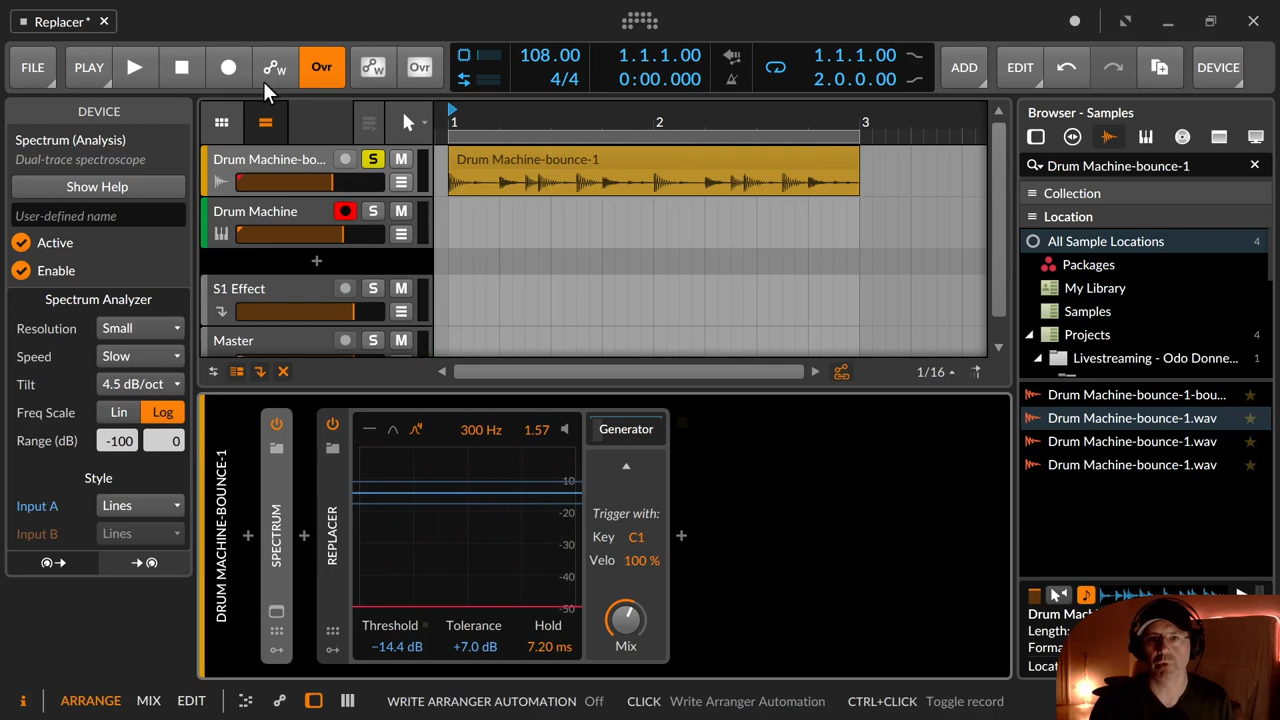 Replacer*
FILE
PLAY
Ovr
Ovr
108.00
4/4
1.1.1.00
0:00.000
1.1.1.00
2.0.0.00
ADD
EDIT
DEVICE
DEVICE
Spectrum (Analysis)
Dual-trace spectroscope
Show Help
User-defined name
Active
Enable
Spectrum Analyzer
Resolution Small
Speed Slow
Tilt 4.5 dB/oct
Freq Scale Lin Log
Range (dB) -100 0
Style
Input A Lines
Input B Lines
1 2 3
Drum Machine-bo... S M
Drum Machine-bounce-1
Drum Machine S M
S1 Effect S M
Master S M
1/16
DRUM MACHINE-BOUNCE-1
SPECTRUM
REPLACER
300 Hz 1.57
-10
-20
-30
-40
-50
Threshold Tolerance Hold
−14.4 dB +7.0 dB 7.20 ms
Generator
Trigger with:
Key C1
Velo 100 %
Mix
Browser - Samples
Drum Machine-bounce-1
Collection
Location
All Sample Locations 4
Packages
My Library
Samples
Projects 4
Livestreaming - Odo Donne...
Drum Machine-bounce-1-bou...
Drum Machine-bounce-1.wav
Drum Machine-bounce-1.wav
Drum Machine-bounce-1.wav
Drum
Length:
ARRANGE MIX EDIT
WRITE ARRANGER AUTOMATION Off CLICK Write Arranger Automation CTRL+CLICK Toggle record